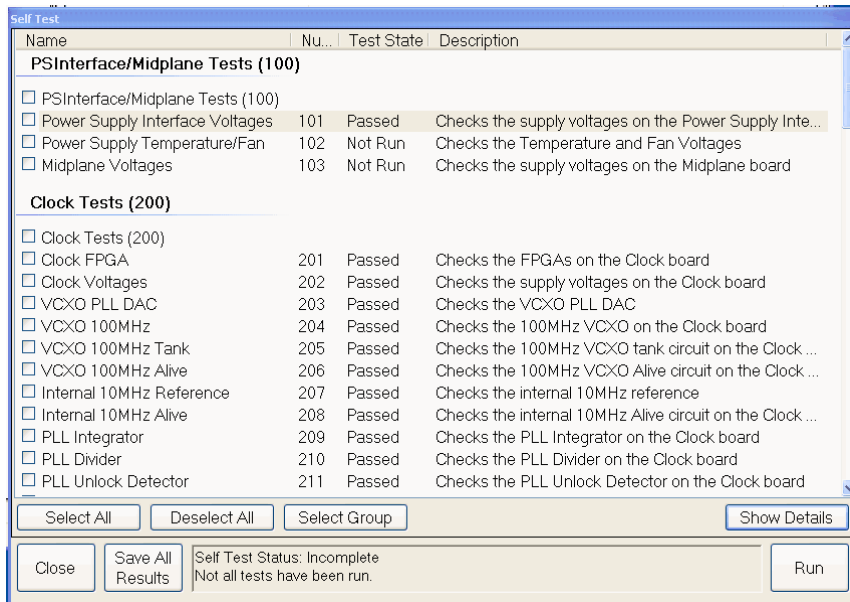 Self Test
Name Nu... Test State Description
PSInterface/Midplane Tests (100)
PSInterface/Midplane Tests (100)
Power Supply Interface Voltages 101 Passed Checks the supply voltages on the Power Supply Inte...
Power Supply Temperature/Fan 102 Not Run Checks the Temperature and Fan Voltages
Midplane Voltages 103 Not Run Checks the supply voltages on the Midplane board
Clock Tests (200)
Clock Tests (200)
Clock FPGA 201 Passed Checks the FPGAs on the Clock board
Clock Voltages 202 Passed Checks the supply voltages on the Clock board
VCXO PLL DAC 203 Passed Checks the VCXO PLL DAC
VCXO 100MHz 204 Passed Checks the 100MHz VCXO on the Clock board
VCXO 100MHz Tank 205 Passed Checks the 100MHz VCXO tank circuit on the Clock ...
VCXO 100MHz Alive 206 Passed Checks the 100MHz VCXO Alive circuit on the Clock ...
Internal 10MHz Reference 207 Passed Checks the internal 10MHz reference
Internal 10MHz Alive 208 Passed Checks the internal 10MHz Alive circuit on the Clock ...
PLL Integrator 209 Passed Checks the PLL Integrator on the Clock board
PLL Divider 210 Passed Checks the PLL Divider on the Clock board
PLL Unlock Detector 211 Passed Checks the PLL Unlock Detector on the Clock board
Select All Deselect All Select Group Show Details
Close Save All Results Self Test Status: Incomplete
Not all tests have been run.
Run